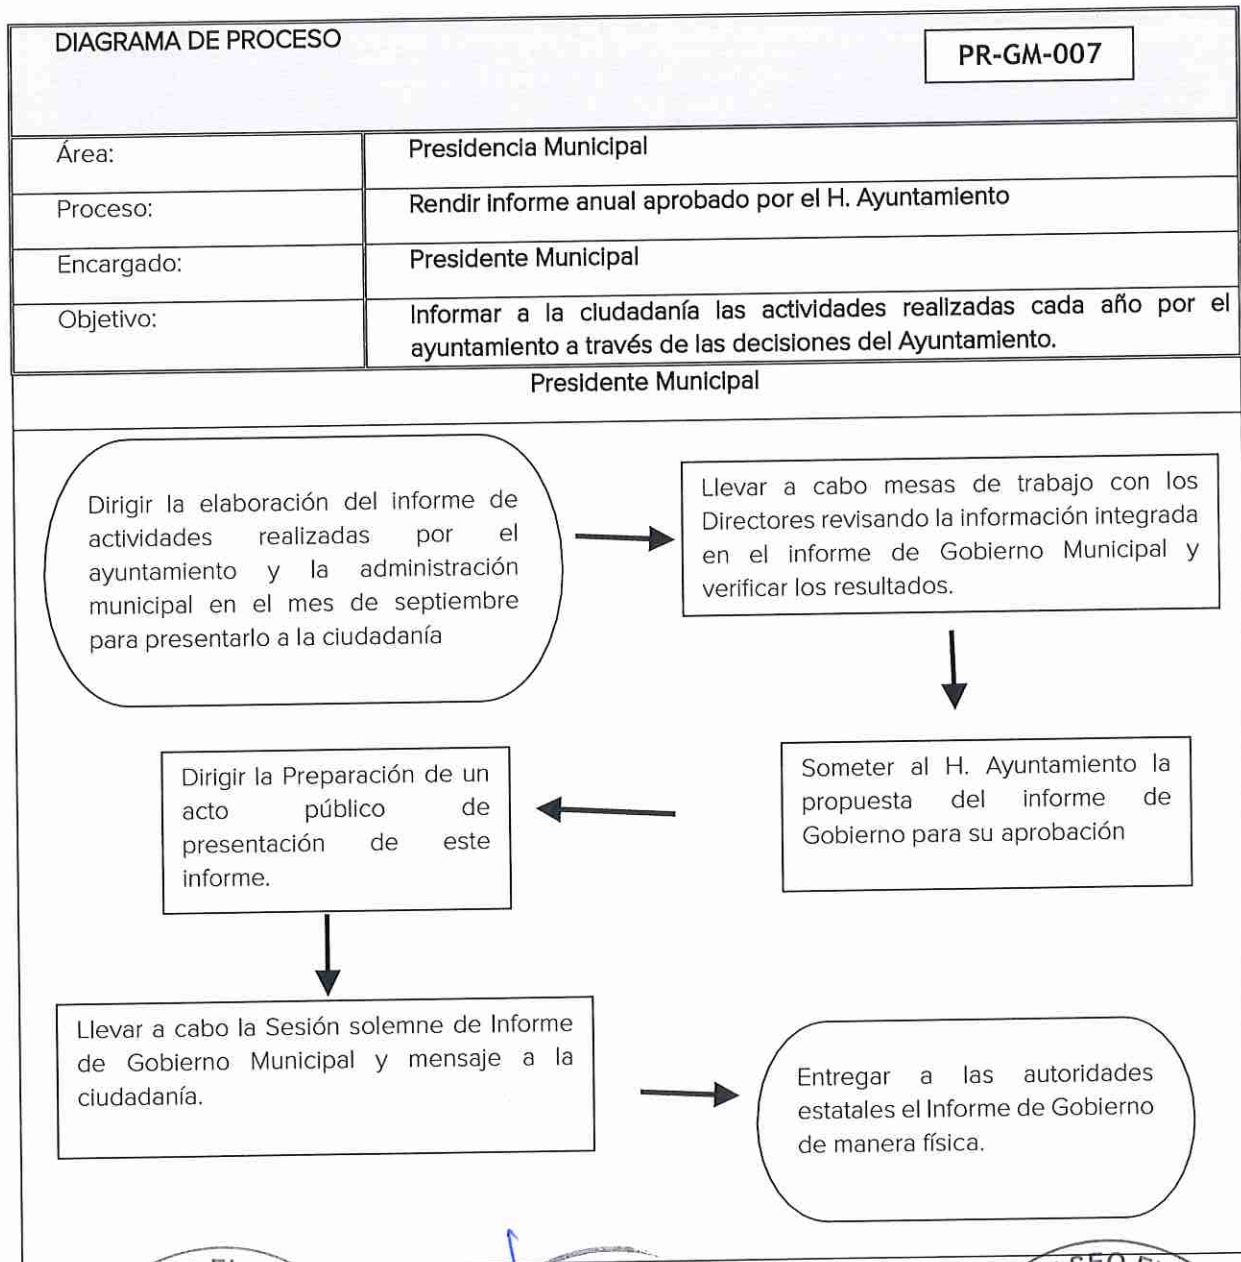 DIAGRAMA DE PROCESO
PR-GM-007
Área:
Presidencia Municipal
Proceso:
Rendir informe anual aprobado por el H. Ayuntamiento
Encargado:
Presidente Municipal
Objetivo:
Informar a la ciudadanía las actividades realizadas cada año por el
ayuntamiento a través de las decisiones del Ayuntamiento.
Presidente Municipal
Dirigir la elaboración del informe de
actividades realizadas por el
ayuntamiento y la administración
municipal en el mes de septiembre
para presentarlo a la ciudadanía
Llevar a cabo mesas de trabajo con los
Directores revisando la información integrada
en el informe de Gobierno Municipal y
verificar los resultados.
Someter al H. Ayuntamiento la
propuesta del informe de
Gobierno para su aprobación
Dirigir la Preparación de un
acto público de
presentación de este
informe.
Llevar a cabo la Sesión solemne de Informe
de Gobierno Municipal y mensaje a la
ciudadanía.
Entregar a las autoridades
estatales el Informe de Gobierno
de manera física.